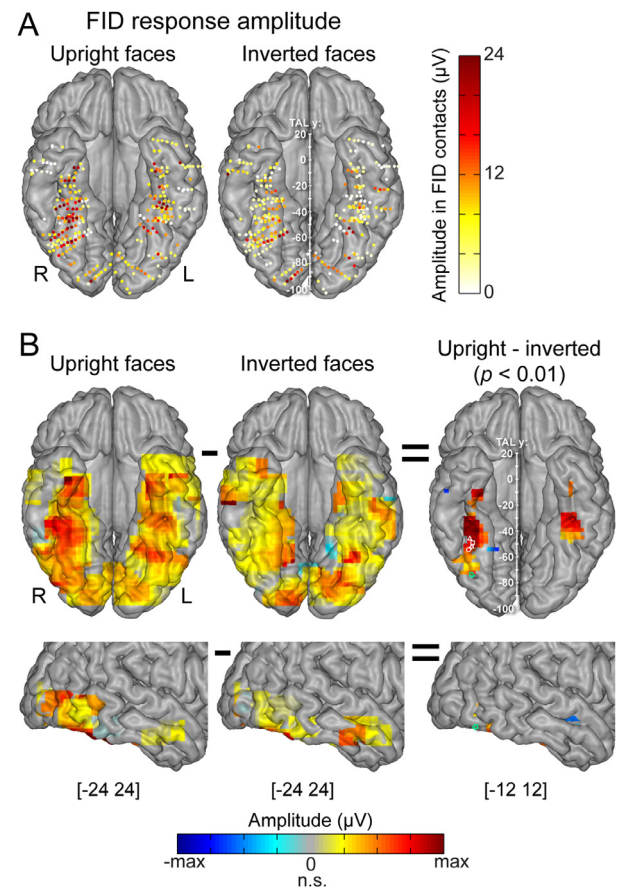 A
FID response amplitude
Upright faces
Inverted faces
TAL y:
20
0
-20
-40
-60
-80
-100
R
L
Amplitude in FID contacts (µV)
24
12
0
B
Upright faces
Inverted faces
Upright - inverted
(p < 0.01)
-
=
TAL y:
20
0
-20
-40
-60
-80
-100
R
L
-
=
[-24 24]
[-24 24]
[-12 12]
Amplitude (µV)
-max
0
max
n.s.